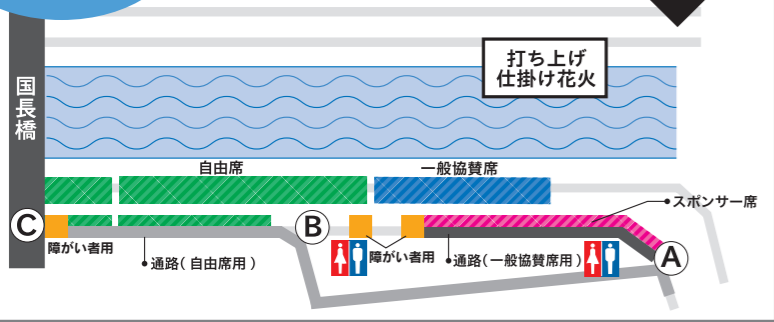 打ち上げ
仕掛け花火
国長橋
自由席
一般協賛席
スポンサー席
C
B
障がい者用
通路(自由席用)
障がい者用
通路(一般協賛席用)
A